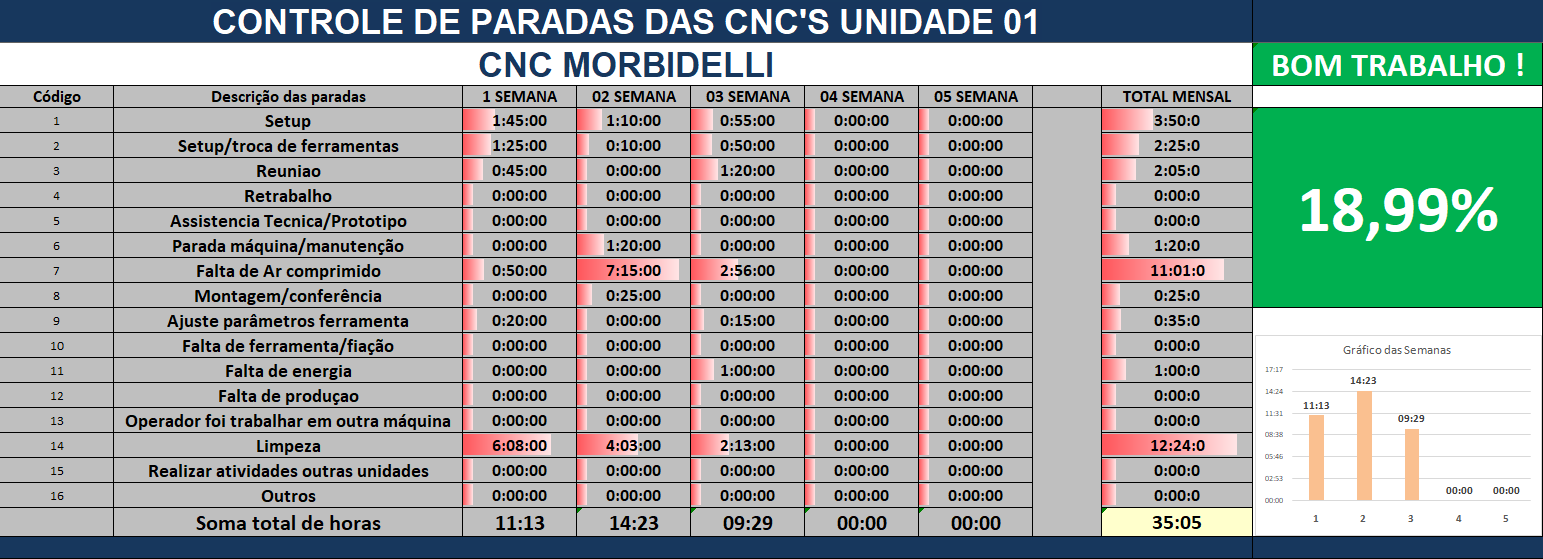 CONTROLE DE PARADAS DAS CNC'S UNIDADE 01
CNC MORBIDELLI
BOM TRABALHO !
Código Descrição das paradas 1 SEMANA 02 SEMANA 03 SEMANA 04 SEMANA 05 SEMANA TOTAL MENSAL
1 Setup 1:45:00 1:10:00 0:55:00 0:00:00 0:00:00 3:50:0
2 Setup/troca de ferramentas 1:25:00 0:10:00 0:50:00 0:00:00 0:00:00 2:25:0
3 Reuniao 0:45:00 0:00:00 1:20:00 0:00:00 0:00:00 2:05:0
4 Retrabalho 0:00:00 0:00:00 0:00:00 0:00:00 0:00:00 0:00:0
5 Assistencia Tecnica/Prototipo 0:00:00 0:00:00 0:00:00 0:00:00 0:00:00 0:00:0
6 Parada máquina/manutenção 0:00:00 1:20:00 0:00:00 0:00:00 0:00:00 1:20:0
7 Falta de Ar comprimido 0:50:00 7:15:00 2:56:00 0:00:00 0:00:00 11:01:0
8 Montagem/conferência 0:00:00 0:25:00 0:00:00 0:00:00 0:00:00 0:25:0
9 Ajuste parâmetros ferramenta 0:20:00 0:00:00 0:15:00 0:00:00 0:00:00 0:35:0
10 Falta de ferramenta/fiação 0:00:00 0:00:00 0:00:00 0:00:00 0:00:00 0:00:0
11 Falta de energia 0:00:00 0:00:00 1:00:00 0:00:00 0:00:00 1:00:0
12 Falta de produçao 0:00:00 0:00:00 0:00:00 0:00:00 0:00:00 0:00:0
13 Operador foi trabalhar em outra máquina 0:00:00 0:00:00 0:00:00 0:00:00 0:00:00 0:00:0
14 Limpeza 6:08:00 4:03:00 2:13:00 0:00:00 0:00:00 12:24:0
15 Realizar atividades outras unidades 0:00:00 0:00:00 0:00:00 0:00:00 0:00:00 0:00:0
16 Outros 0:00:00 0:00:00 0:00:00 0:00:00 0:00:00 0:00:0
Soma total de horas 11:13 14:23 09:29 00:00 00:00 35:05
18,99%
Gráfico das Semanas
17:17
14:24
11:31
08:38
05:46
02:53
00:00
11:13 14:23 09:29 00:00 00:00
1 2 3 4 5